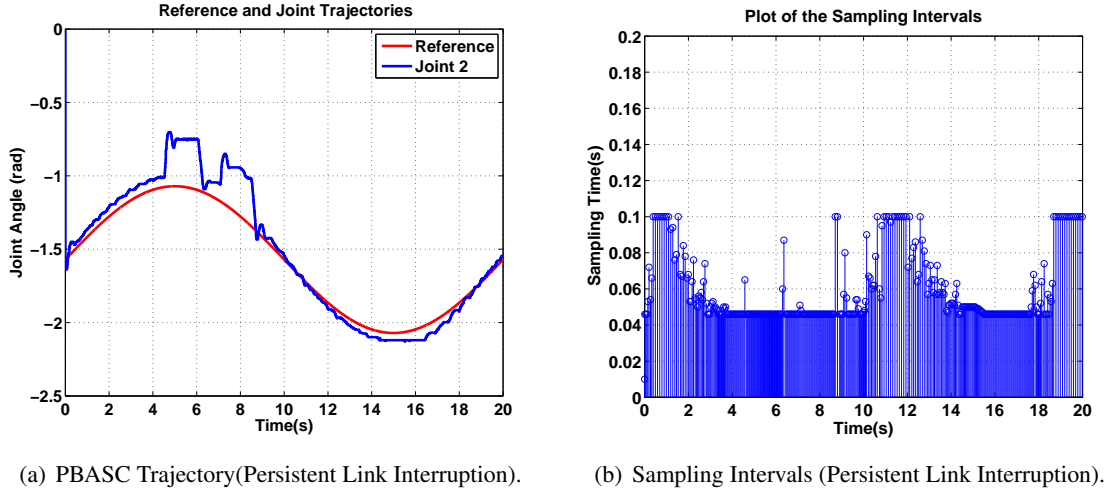 Reference and Joint Trajectories
Reference
Joint 2
0
−0.5
−1
−1.5
−2
−2.5
Joint Angle (rad)
0 2 4 6 8 10 12 14 16 18 20
Time(s)
(a) PBASC Trajectory(Persistent Link Interruption).
Plot of the Sampling Intervals
0.2
0.18
0.16
0.14
0.12
0.1
0.08
0.06
0.04
0.02
0
Sampling Time(s)
0 2 4 6 8 10 12 14 16 18 20
Time(s)
(b) Sampling Intervals (Persistent Link Interruption).